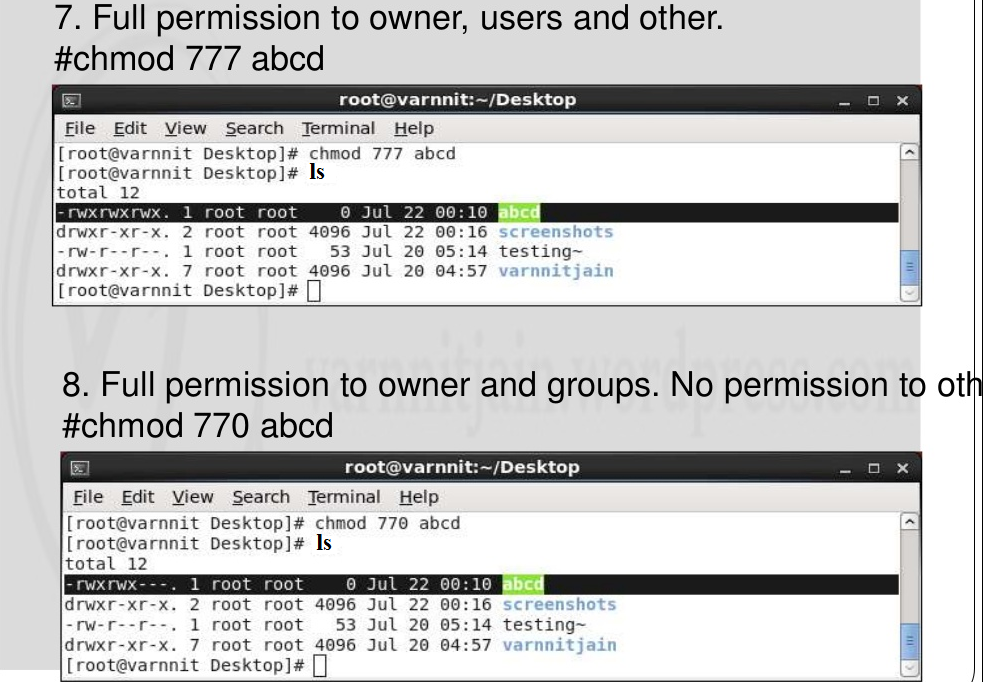 7. Full permission to owner, users and other.
#chmod 777 abcd
root@varnnit:~/Desktop
File Edit View Search Terminal Help
[root@varnnit Desktop]# chmod 777 abcd
[root@varnnit Desktop]# ls
total 12
-rwxrwxrwx. 1 root root    0 Jul 22 00:10 abcd
drwxr-xr-x. 2 root root 4096 Jul 22 00:16 screenshots
-rw-r--r--. 1 root root   53 Jul 20 05:14 testing~
drwxr-xr-x. 7 root root 4096 Jul 20 04:57 varnnitjain
[root@varnnit Desktop]#
varnnitjain.wordpress.com
8. Full permission to owner and groups. No permission to oth
#chmod 770 abcd
root@varnnit:~/Desktop
File Edit View Search Terminal Help
[root@varnnit Desktop]# chmod 770 abcd
[root@varnnit Desktop]# ls
total 12
-rwxrwx---. 1 root root    0 Jul 22 00:10 abcd
drwxr-xr-x. 2 root root 4096 Jul 22 00:16 screenshots
-rw-r--r--. 1 root root   53 Jul 20 05:14 testing~
drwxr-xr-x. 7 root root 4096 Jul 20 04:57 varnnitjain
[root@varnnit Desktop]#